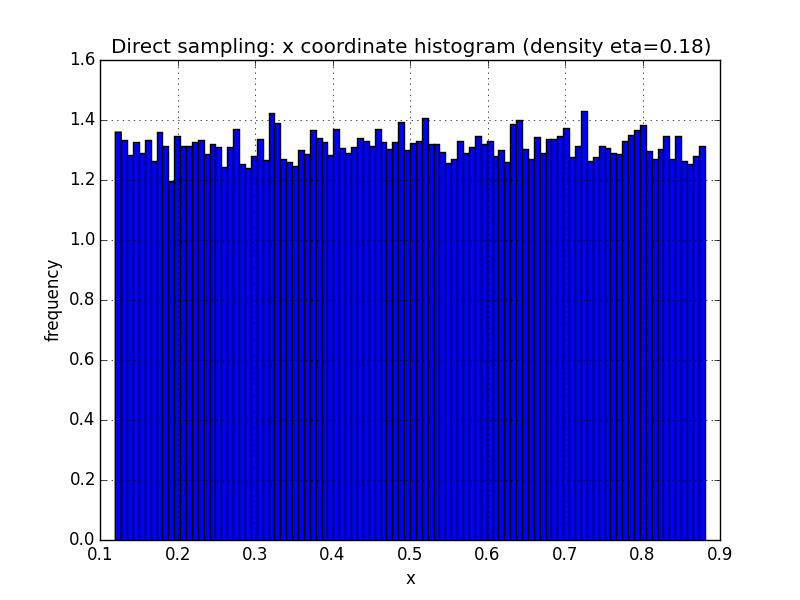 Direct sampling: x coordinate histogram (density eta=0.18)
1.6
1.4
1.2
1.0
0.8
0.6
0.4
0.2
0.0
frequency
0.1 0.2 0.3 0.4 0.5 0.6 0.7 0.8 0.9
x